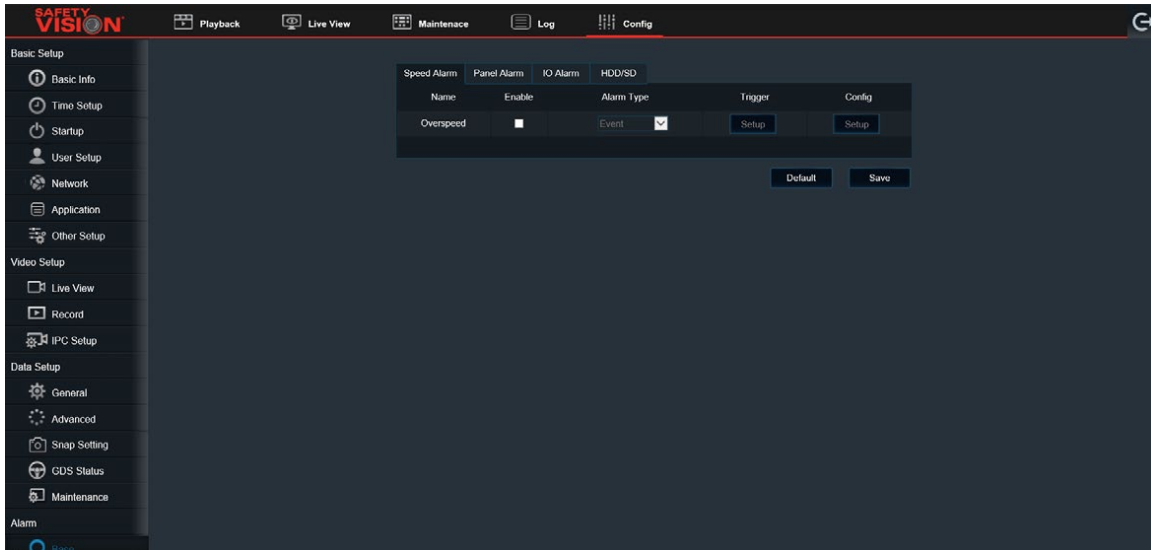 SAFETY
VISION
Playback
Live View
Maintenace
Log
Config
Basic Setup
Basic Info
Time Setup
Startup
User Setup
Network
Application
Other Setup
Video Setup
Live View
Record
IPC Setup
Data Setup
General
Advanced
Snap Setting
GDS Status
Maintenance
Alarm
Base
Speed Alarm Panel Alarm IO Alarm HDD/SD
Name Enable Alarm Type Trigger Config
Overspeed Event Setup Setup
Default Save